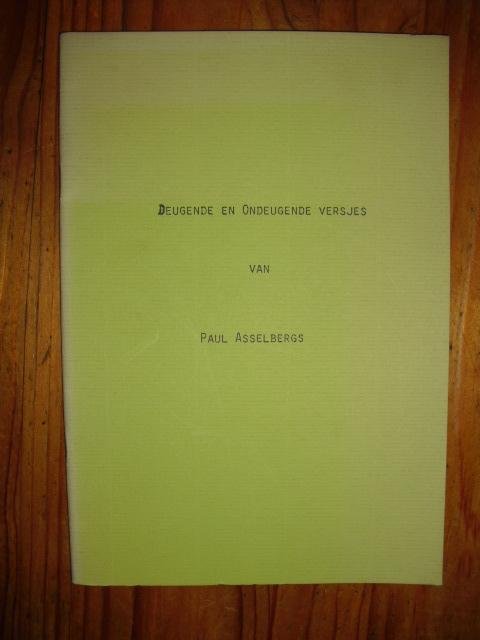 DEUGENDE EN ONDEUGENDE VERSJES
VAN
PAUL ASSELBERGS